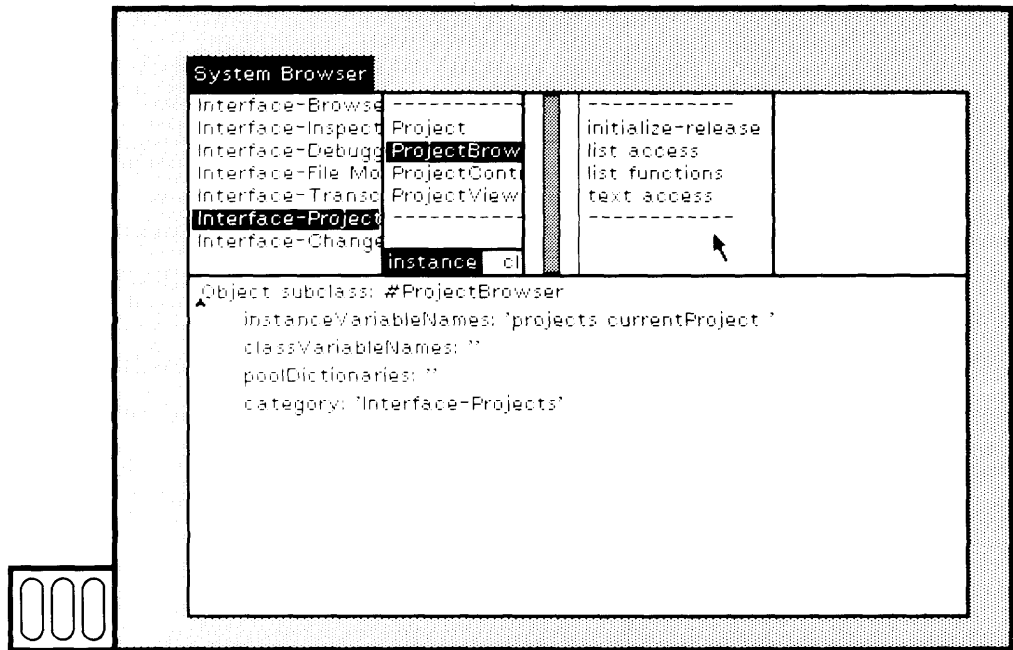 System Browser
Interface-Browse
Interface-Inspect
Interface-Debugg
Interface-File Mo
Interface-Transc
Interface-Project
Interface-Change
------------
Project
ProjectBrow
ProjectCont
ProjectView
------------
instance cl
------------
initialize-release
list access
list functions
text access
------------
Object subclass: #ProjectBrowser
instanceVariableNames: 'projects currentProject '
classVariableNames: ''
poolDictionaries: ''
category: 'Interface-Projects'